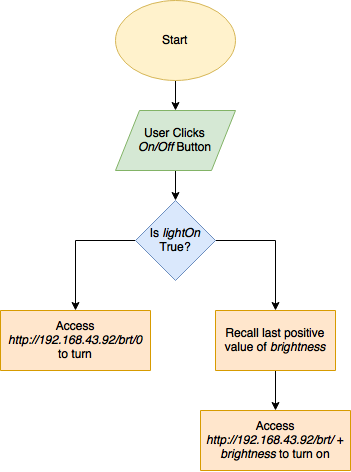 Start
User Clicks
On/Off Button
Is lightOn
True?
Access
http://192.168.43.92/brt/0
to turn
Recall last positive
value of brightness
Access
http://192.168.43.92/brt/ +
brightness to turn on